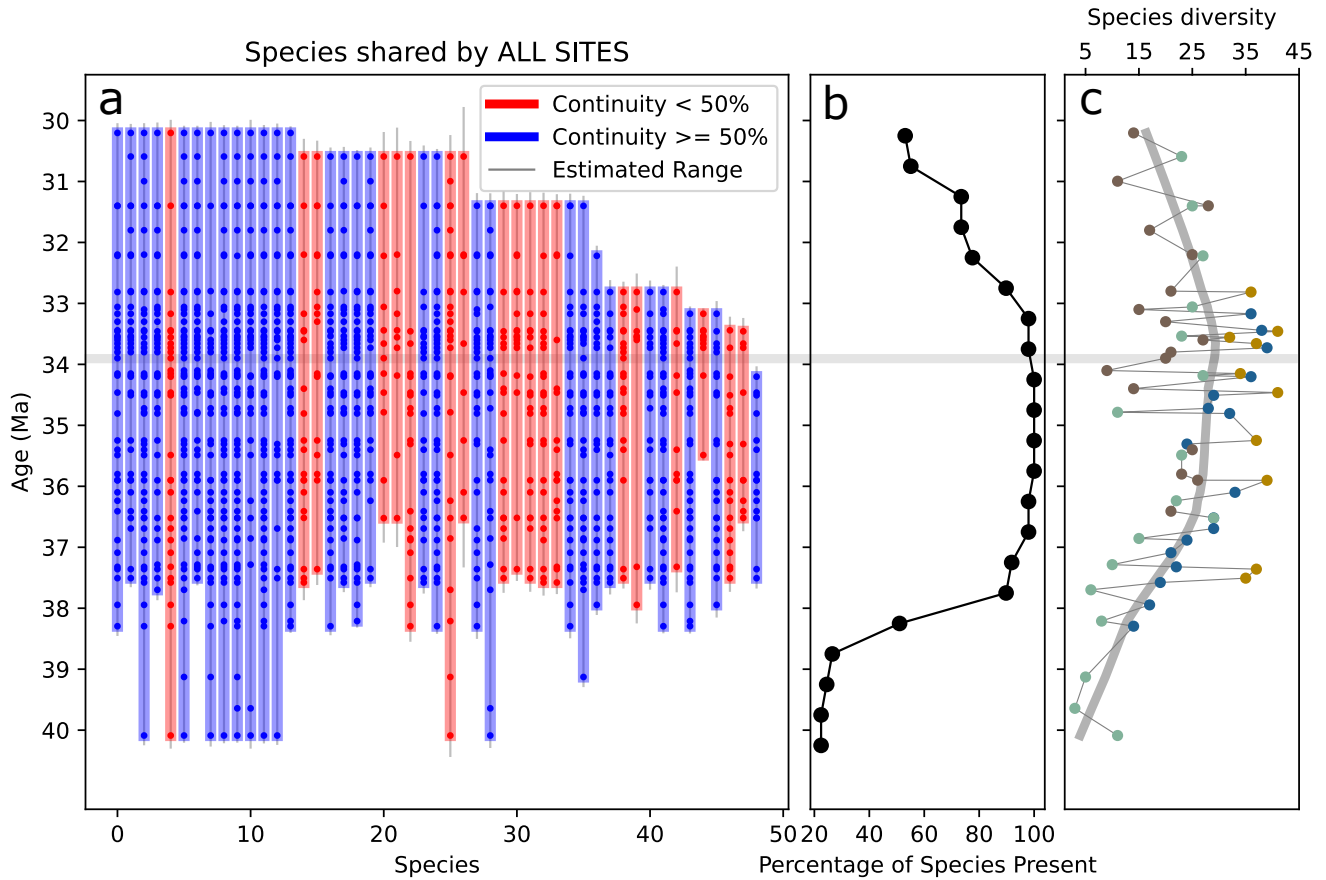 Species diversity
5 15 25 35 45
Species shared by ALL SITES
a
b
c
Continuity < 50%
Continuity >= 50%
Estimated Range
30
31
32
33
34
35
36
37
38
39
40
Age (Ma)
0 10 20 30 40 50
20 40 60 80 100
Species
Percentage of Species Present